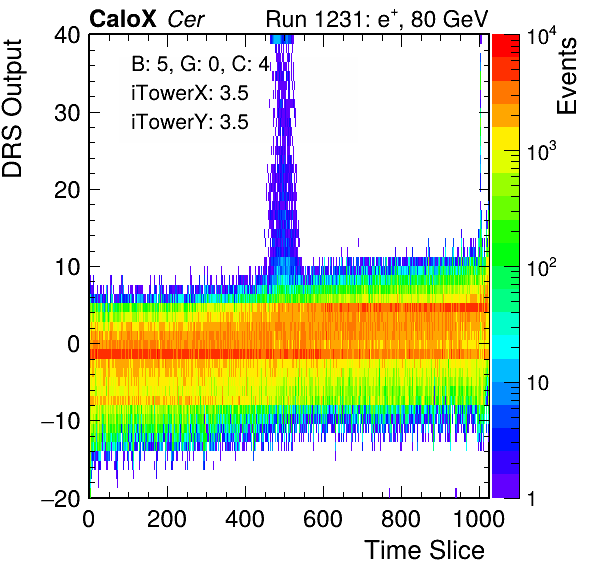 CaloX Cer Run 1231: e+, 80 GeV
B: 5, G: 0, C: 4
iTowerX: 3.5
iTowerY: 3.5
DRS Output
40
30
20
10
0
−10
−20
0 200 400 600 800 1000
Time Slice
Events
10^4
10^3
10^2
10
1